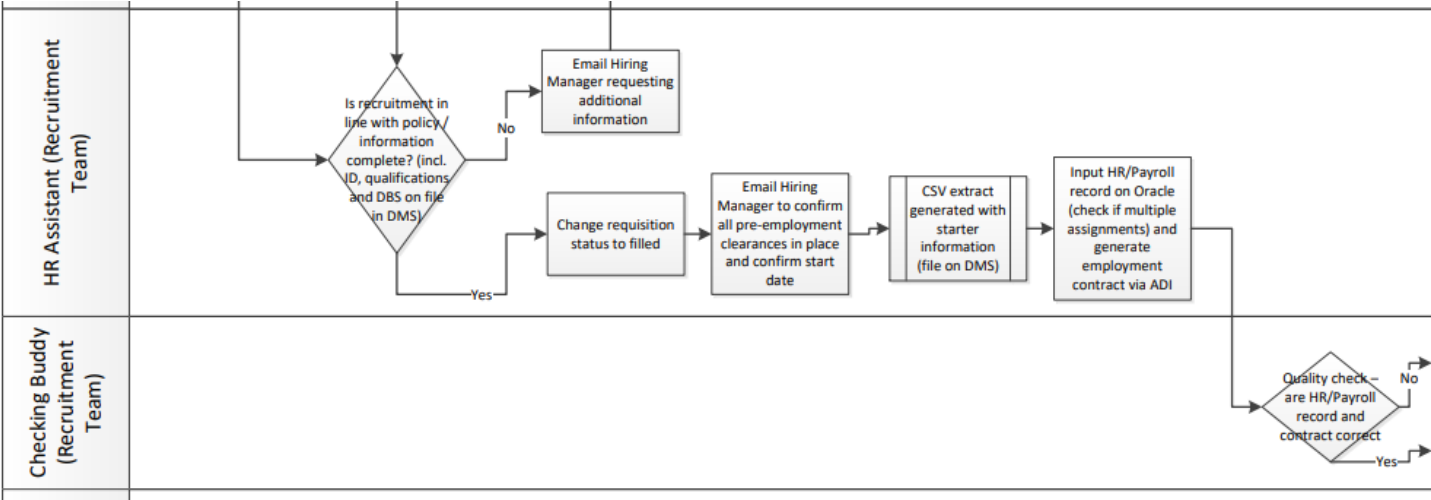 HR Assistant (Recruitment
Team)
Is recruitment in
line with policy /
information
complete? (incl.
ID, qualifications
and DBS on file
in DMS)
No
Yes
Email Hiring
Manager requesting
additional
information
Change requisition
status to filled
Email Hiring
Manager to confirm
all pre-employment
clearances in place
and confirm start
date
CSV extract
generated with
starter
information
(file on DMS)
Input HR/Payroll
record on Oracle
(check if multiple
assignments) and
generate
employment
contract via ADI
Checking Buddy
(Recruitment
Team)
Quality check –
are HR/Payroll
record and
contract correct
No
Yes